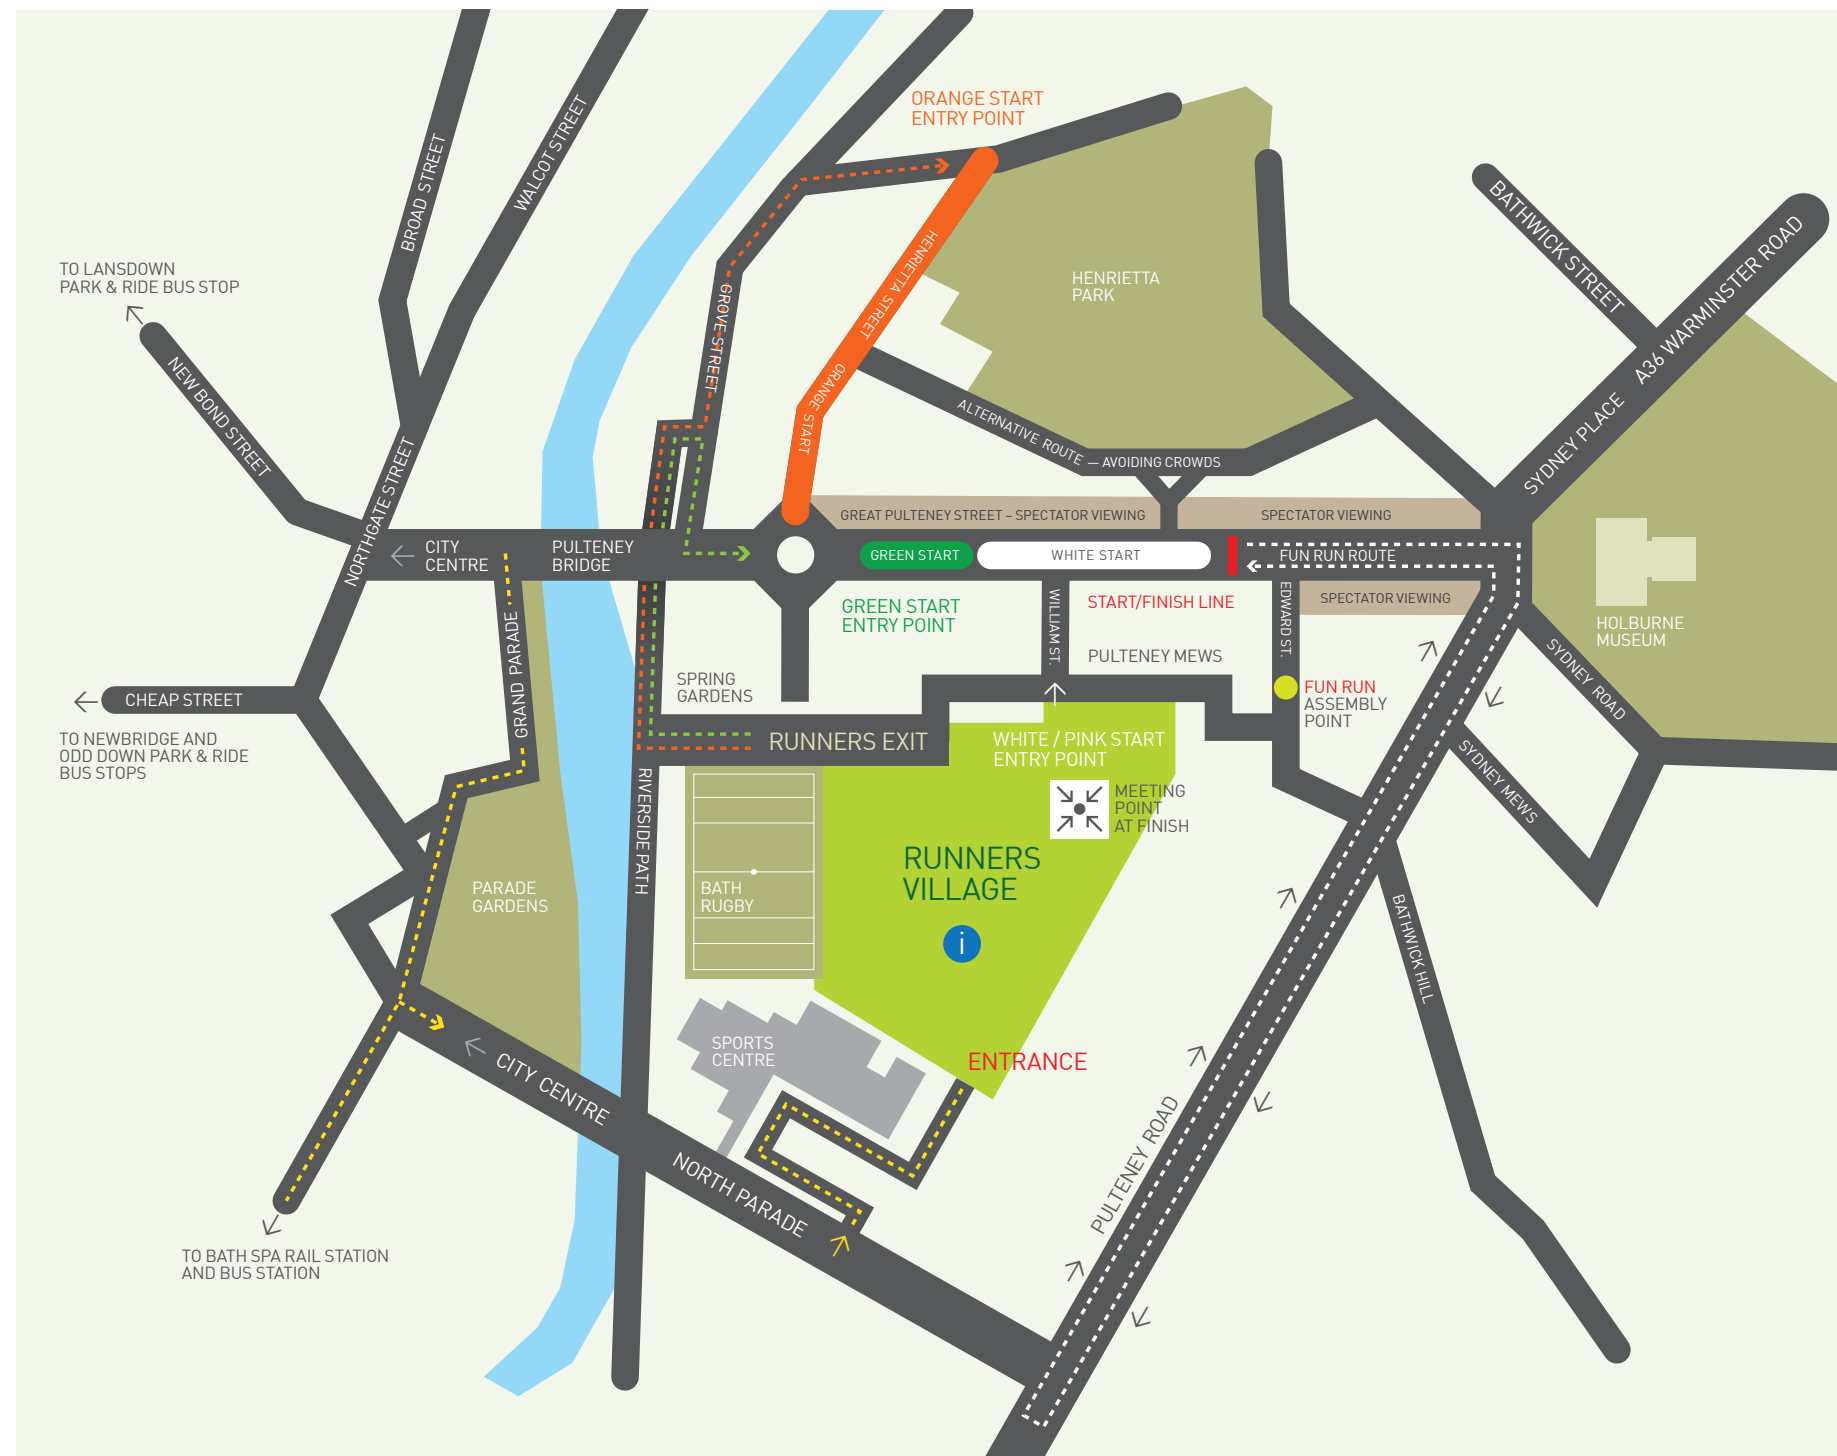 ORANGE START
ENTRY POINT
BROAD STREET
WALCOT STREET
TO LANSDOWN
PARK & RIDE BUS STOP
HENRIETTA STREET
HENRIETTA
PARK
BATHWICK STREET
A36 WARMINSTER ROAD
SYDNEY PLACE
GROVE STREET
NEW BOND STREET
ORANGE START
ALTERNATIVE ROUTE — AVOIDING CROWDS
NORTHGATE STREET
GREAT PULTENEY STREET – SPECTATOR VIEWING
SPECTATOR VIEWING
CITY
CENTRE
PULTENEY
BRIDGE
GREEN START
WHITE START
FUN RUN ROUTE
GREEN START
ENTRY POINT
WILLIAM ST.
START/FINISH LINE
EDWARD ST.
SPECTATOR VIEWING
HOLBURNE
MUSEUM
GRAND PARADE
PULTENEY MEWS
SYDNEY ROAD
SPRING
GARDENS
CHEAP STREET
FUN RUN
ASSEMBLY
POINT
TO NEWBRIDGE AND
ODD DOWN PARK & RIDE
BUS STOPS
RUNNERS EXIT
WHITE / PINK START
ENTRY POINT
SYDNEY MEWS
RIVERSIDE PATH
MEETING
POINT
AT FINISH
RUNNERS
VILLAGE
i
PARADE
GARDENS
BATH
RUGBY
BATHWICK HILL
SPORTS
CENTRE
ENTRANCE
CITY CENTRE
NORTH PARADE
PULTENEY ROAD
TO BATH SPA RAIL STATION
AND BUS STATION